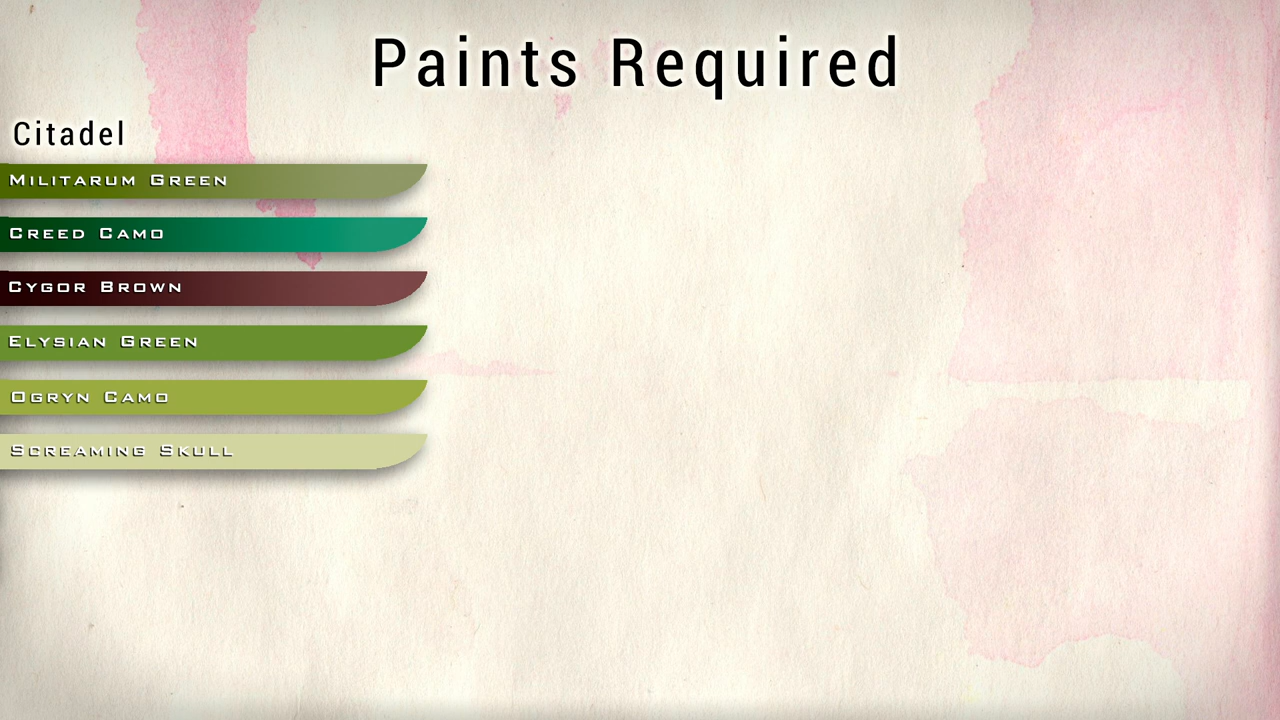 Paints Required
Citadel
Militarum Green
Creed Camo
Cygor Brown
Elysian Green
Ogryn Camo
Screaming Skull